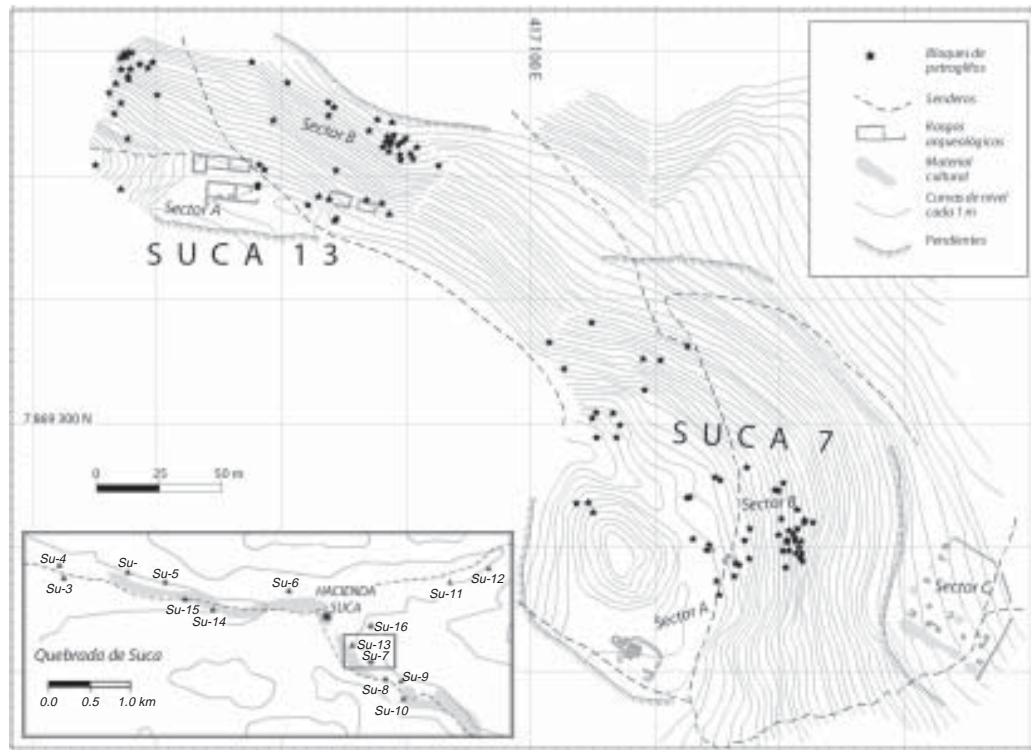 417 100 E
Bloques de
petroglifos
Senderos
Rasgos
arqueológicos
Material
cultural
Curvas de nivel
cada 1 m
Pendientes
Sector B
Sector A
SUCA 13
7 869 300 N
0 25 50 m
SUCA 7
Sector B
Sector A
Sector C
Su-4
Su-3
Su-
Su-5
Su-15
Su-14
Su-6
HACIENDA
SUCA
Su-16
Su-13
Su-7
Su-8
Su-9
Su-10
Su-11
Su-12
Quebrada de Suca
0.0 0.5 1.0 km